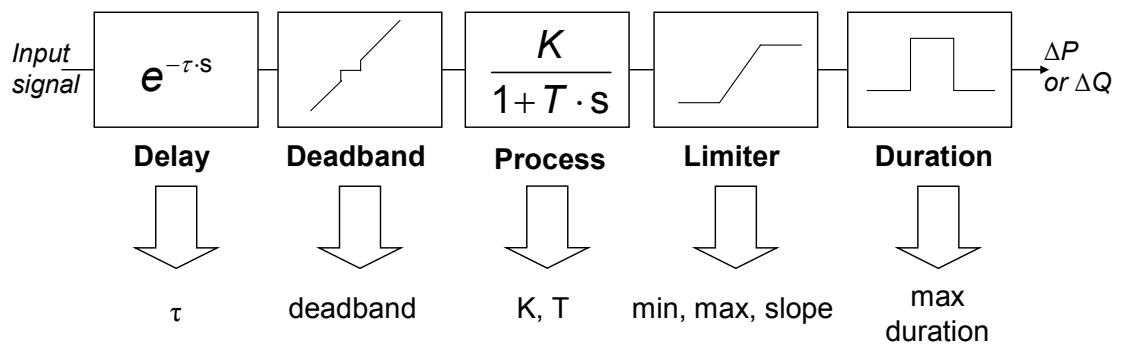 Input
signal
e^{-τ·s}
K
1+T·s
ΔP
or ΔQ
Delay
Deadband
Process
Limiter
Duration
τ
deadband
K, T
min, max, slope
max
duration